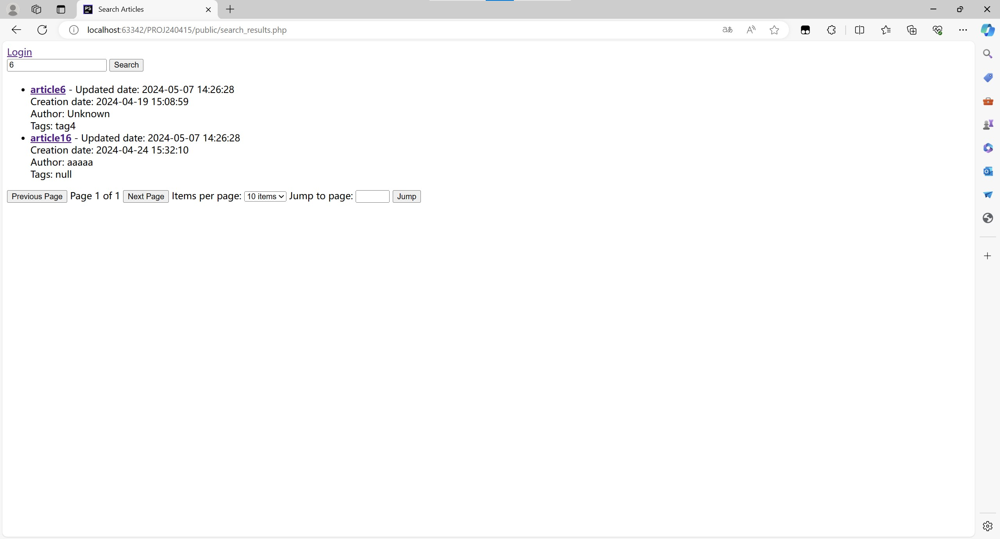 Search Articles
localhost:63342/PROJ240415/public/search_results.php
Login
6 Search
article6 - Updated date: 2024-05-07 14:26:28
Creation date: 2024-04-19 15:08:59
Author: Unknown
Tags: tag4
article16 - Updated date: 2024-05-07 14:26:28
Creation date: 2024-04-24 15:32:10
Author: aaaaa
Tags: null
Previous Page Page 1 of 1 Next Page Items per page: 10 items Jump to page: Jump